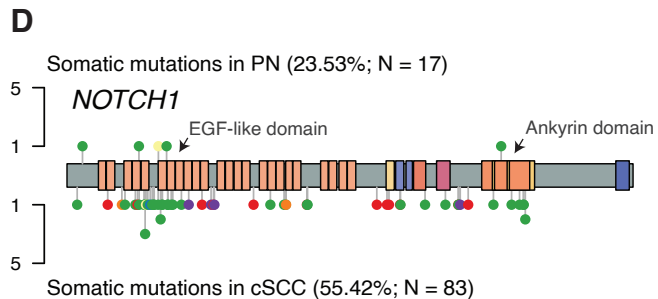 D
Somatic mutations in PN (23.53%; N = 17)
5
NOTCH1
EGF-like domain
Ankyrin domain
1
1
5
Somatic mutations in cSCC (55.42%; N = 83)